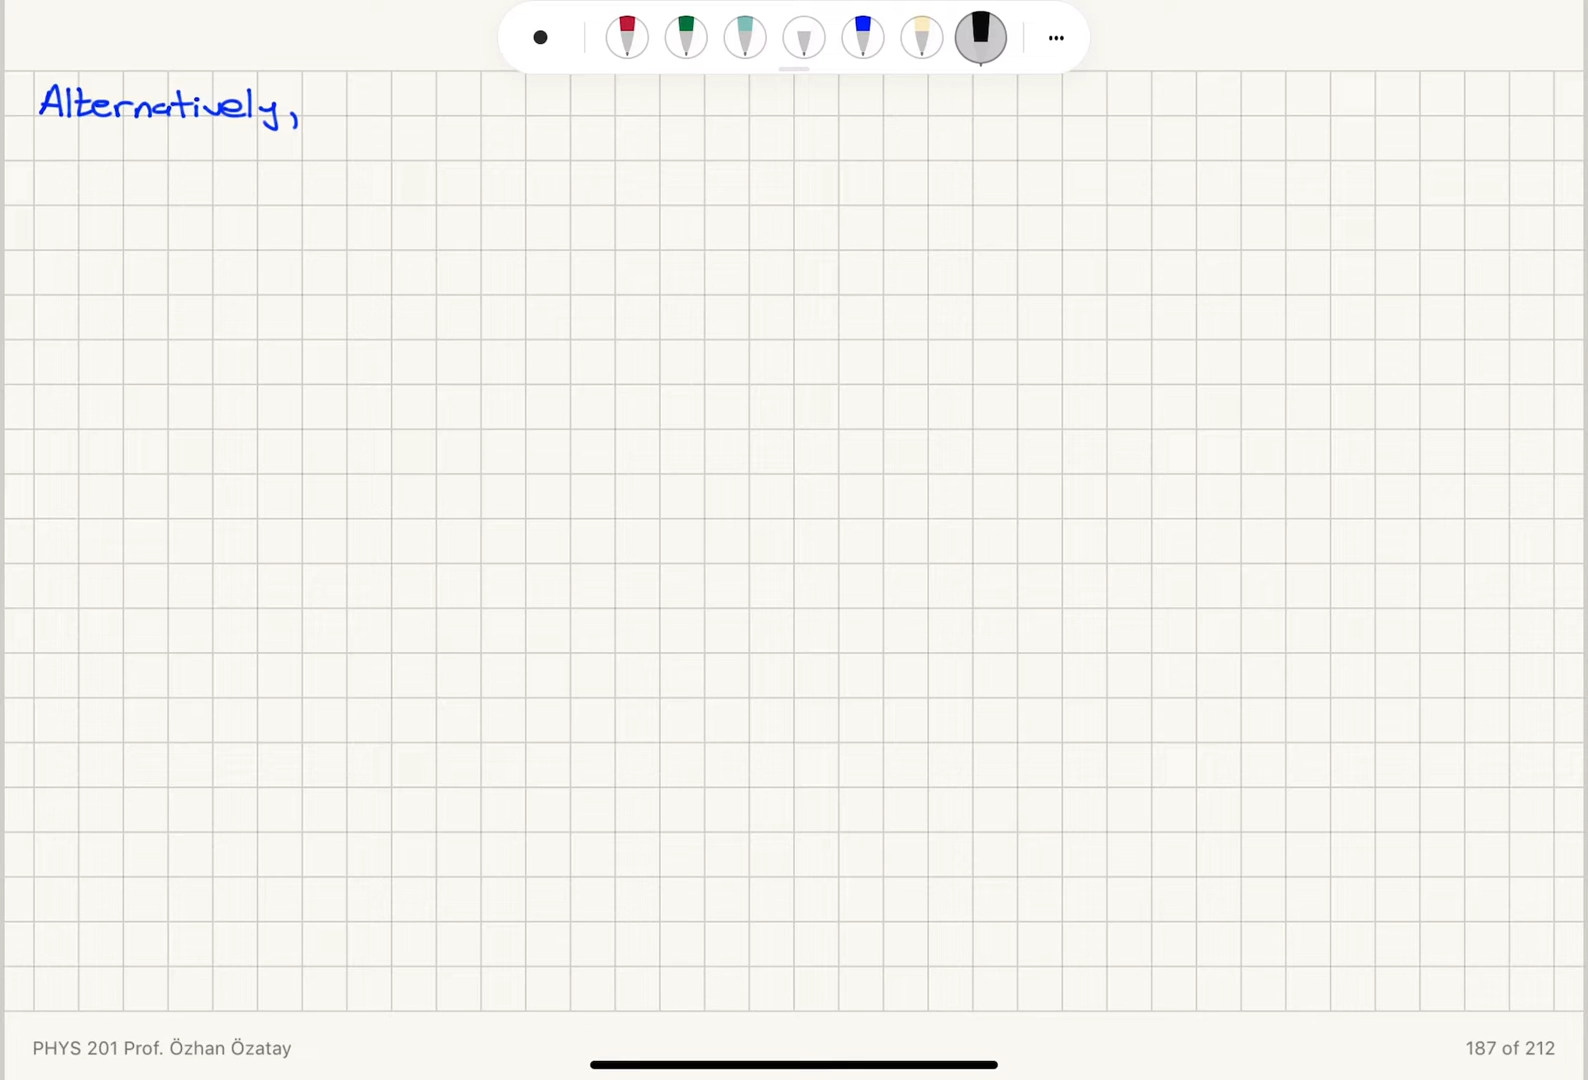 Alternatively,
PHYS 201 Prof. Özhan Özatay
187 of 212